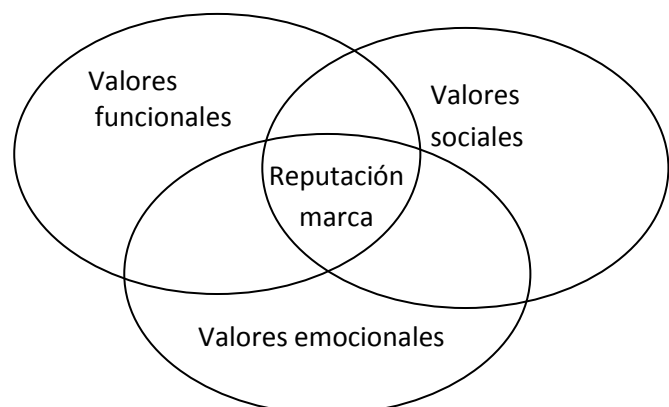 Valores
funcionales
Valores
sociales
Reputación
marca
Valores emocionales